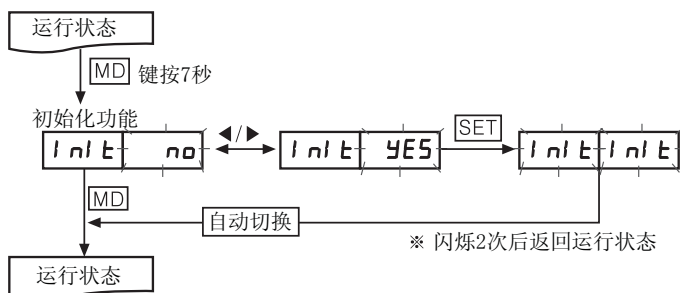 运行状态
MD 键按7秒
初始化功能
InIt no ◀/▶ InIt YES SET InIt InIt
MD
自动切换
※ 闪烁2次后返回运行状态
运行状态